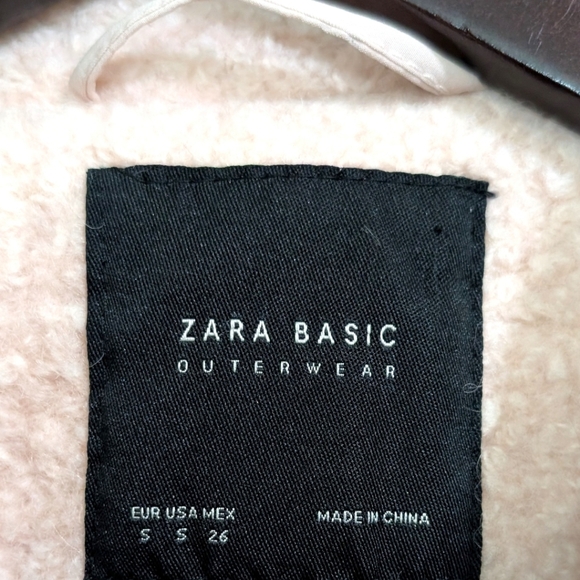 ZARA BASIC
OUTERWEAR
EUR USA MEX MADE IN CHINA
S S 26